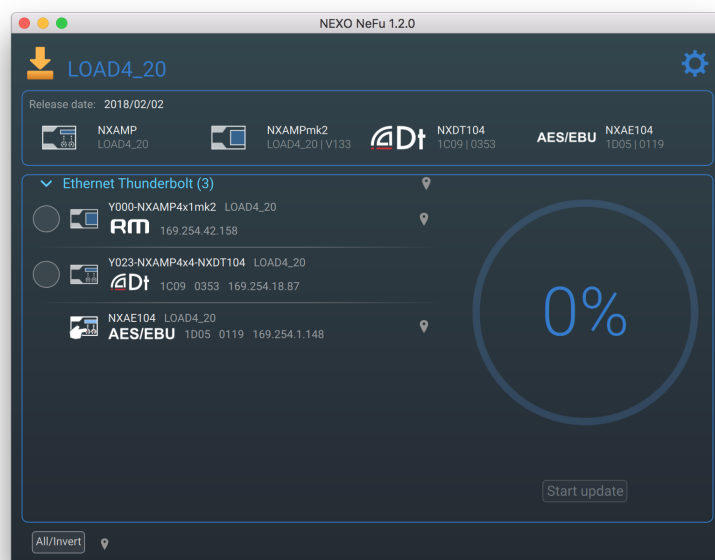 NEXO NeFu 1.2.0
LOAD4_20
Release date: 2018/02/02
NXAMP
LOAD4_20
NXAMPmk2
LOAD4_20 | V133
Dt
NXDT104
1C09 | 0353
AES/EBU
NXAE104
1D05 | 0119
Ethernet Thunderbolt (3)
Y000-NXAMP4x1mk2 LOAD4_20
RM 169.254.42.158
Y023-NXAMP4x4-NXDT104 LOAD4_20
Dt 1C09 0353 169.254.18.87
NXAE104 LOAD4_20
AES/EBU 1D05 0119 169.254.1.148
0%
Start update
All/Invert